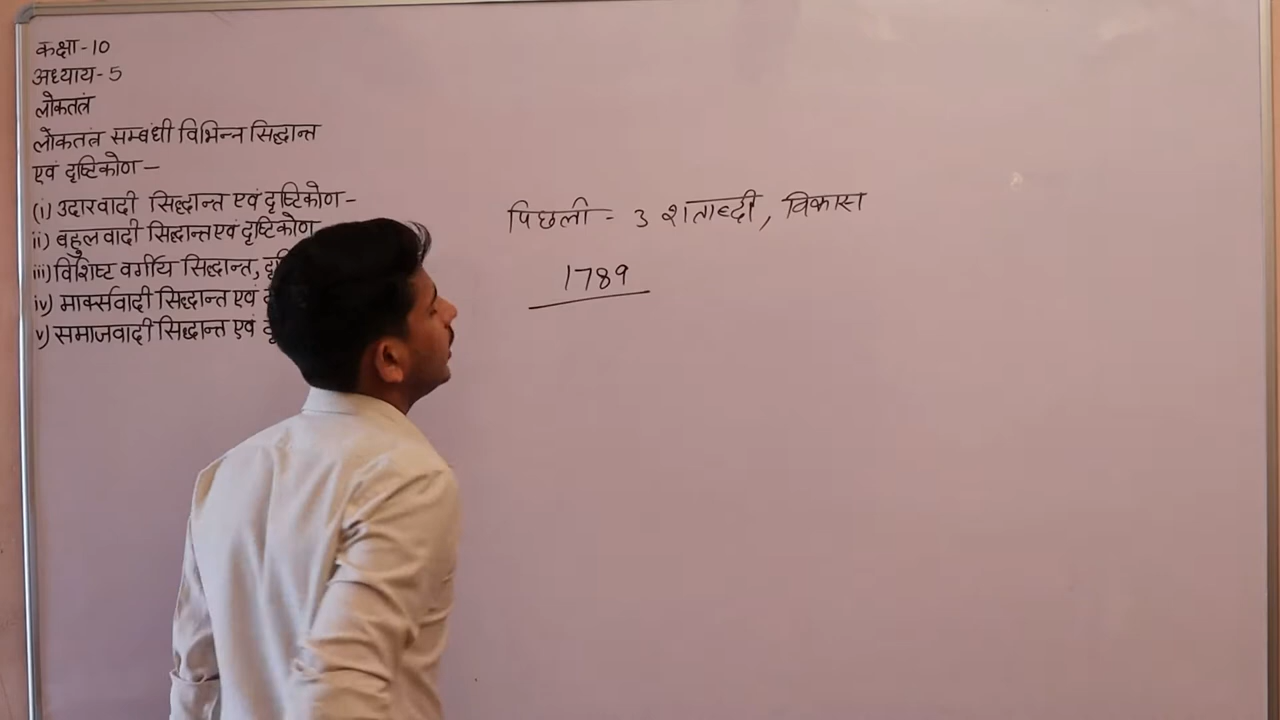 कक्षा-10
अध्याय-5
लोकतंत्र
लोकतंत्र सम्बंधी विभिन्न सिद्धान्त
एवं दृष्टिकोण—
(i) उदारवादी सिद्धान्त एवं दृष्टिकोण-
ii) बहुलवादी सिद्धान्त एवं दृष्टिकोण
iii) विशिष्ट वर्गीय सिद्धान्त,
iv) मार्क्सवादी सिद्धान्त एवं
v) समाजवादी सिद्धान्त एवं
पिछली - 3 शताब्दी, विकास
1789